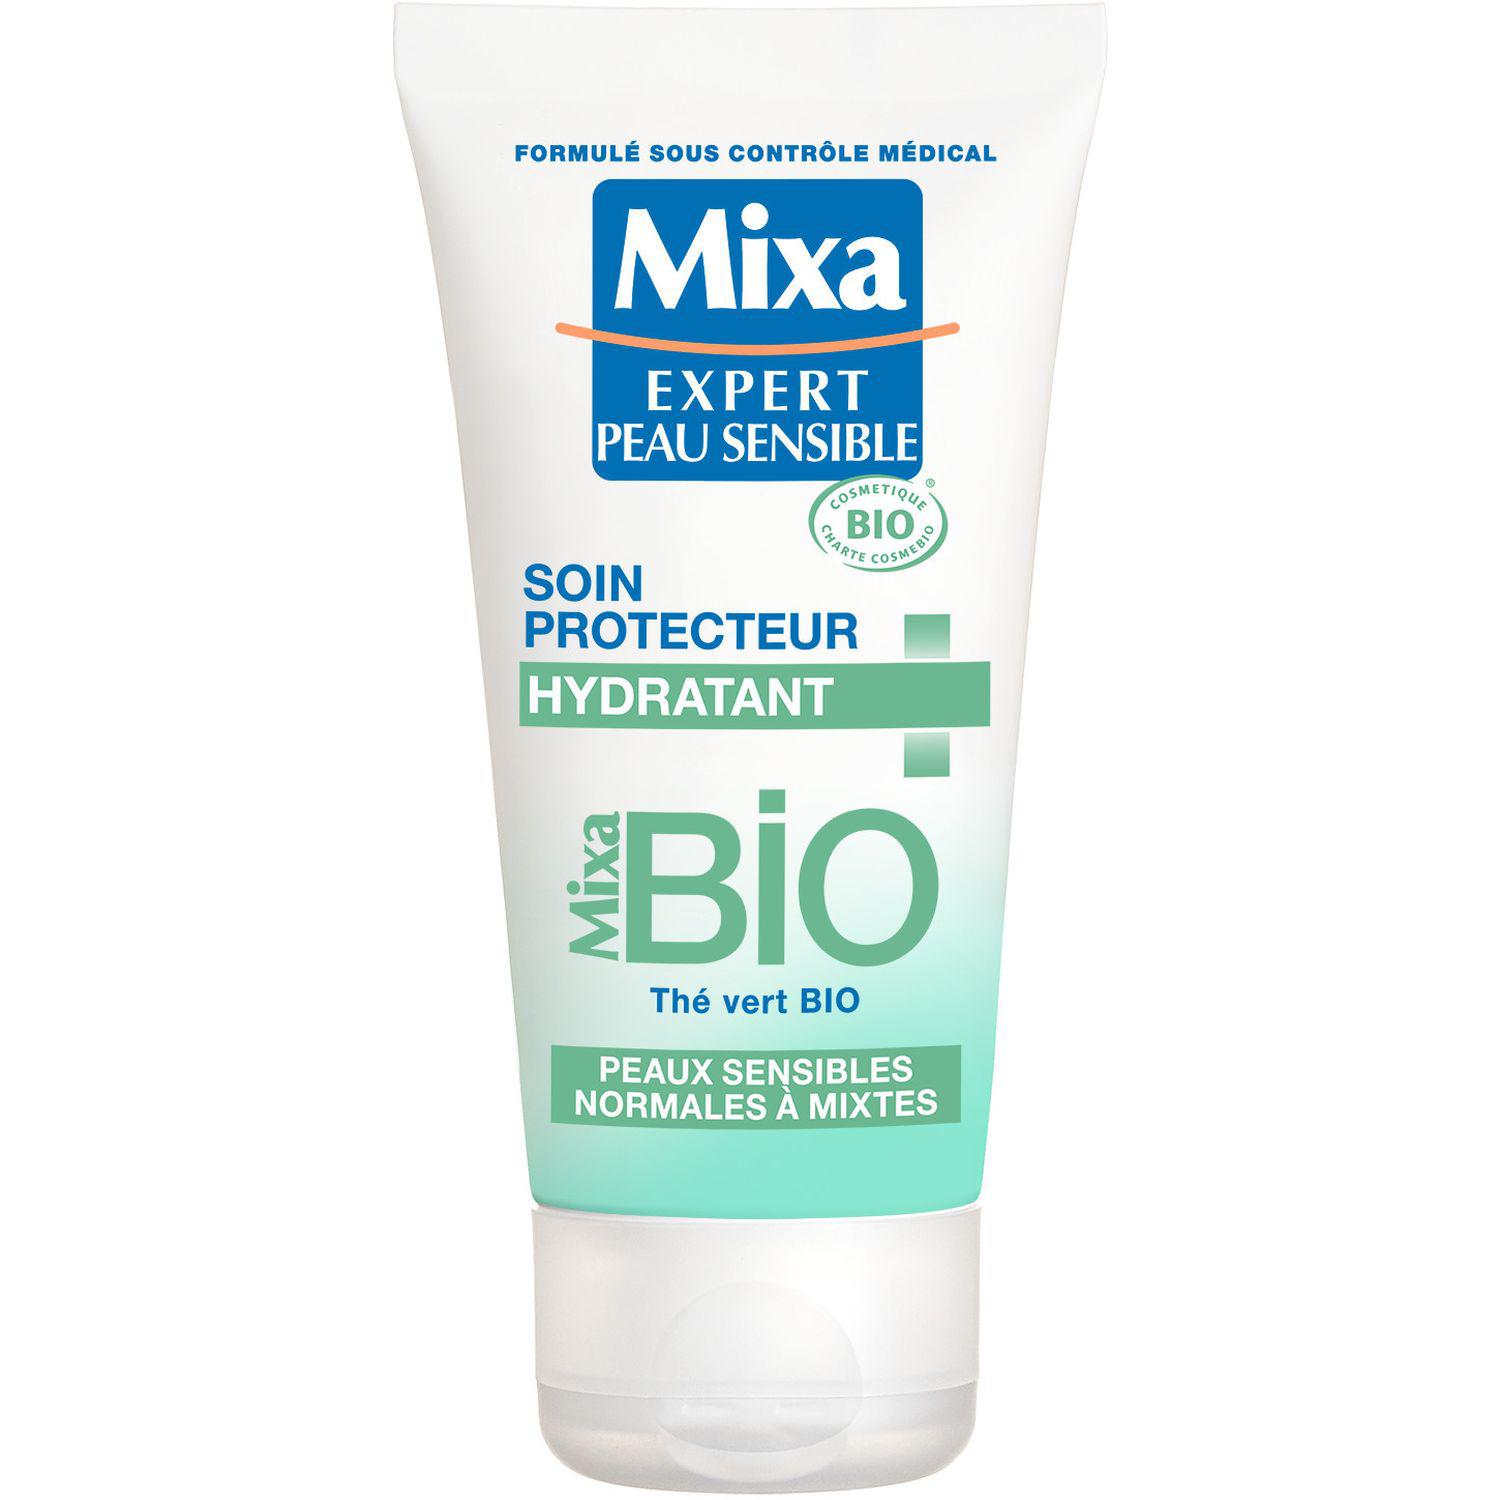 FORMULÉ SOUS CONTRÔLE MÉDICAL
Mixa
EXPERT
PEAU SENSIBLE
COSMETIQUE ®
BIO
CHARTE COSMEBIO
SOIN
PROTECTEUR
HYDRATANT
Mixa
BiO
Thé vert BIO
PEAUX SENSIBLES
NORMALES À MIXTES